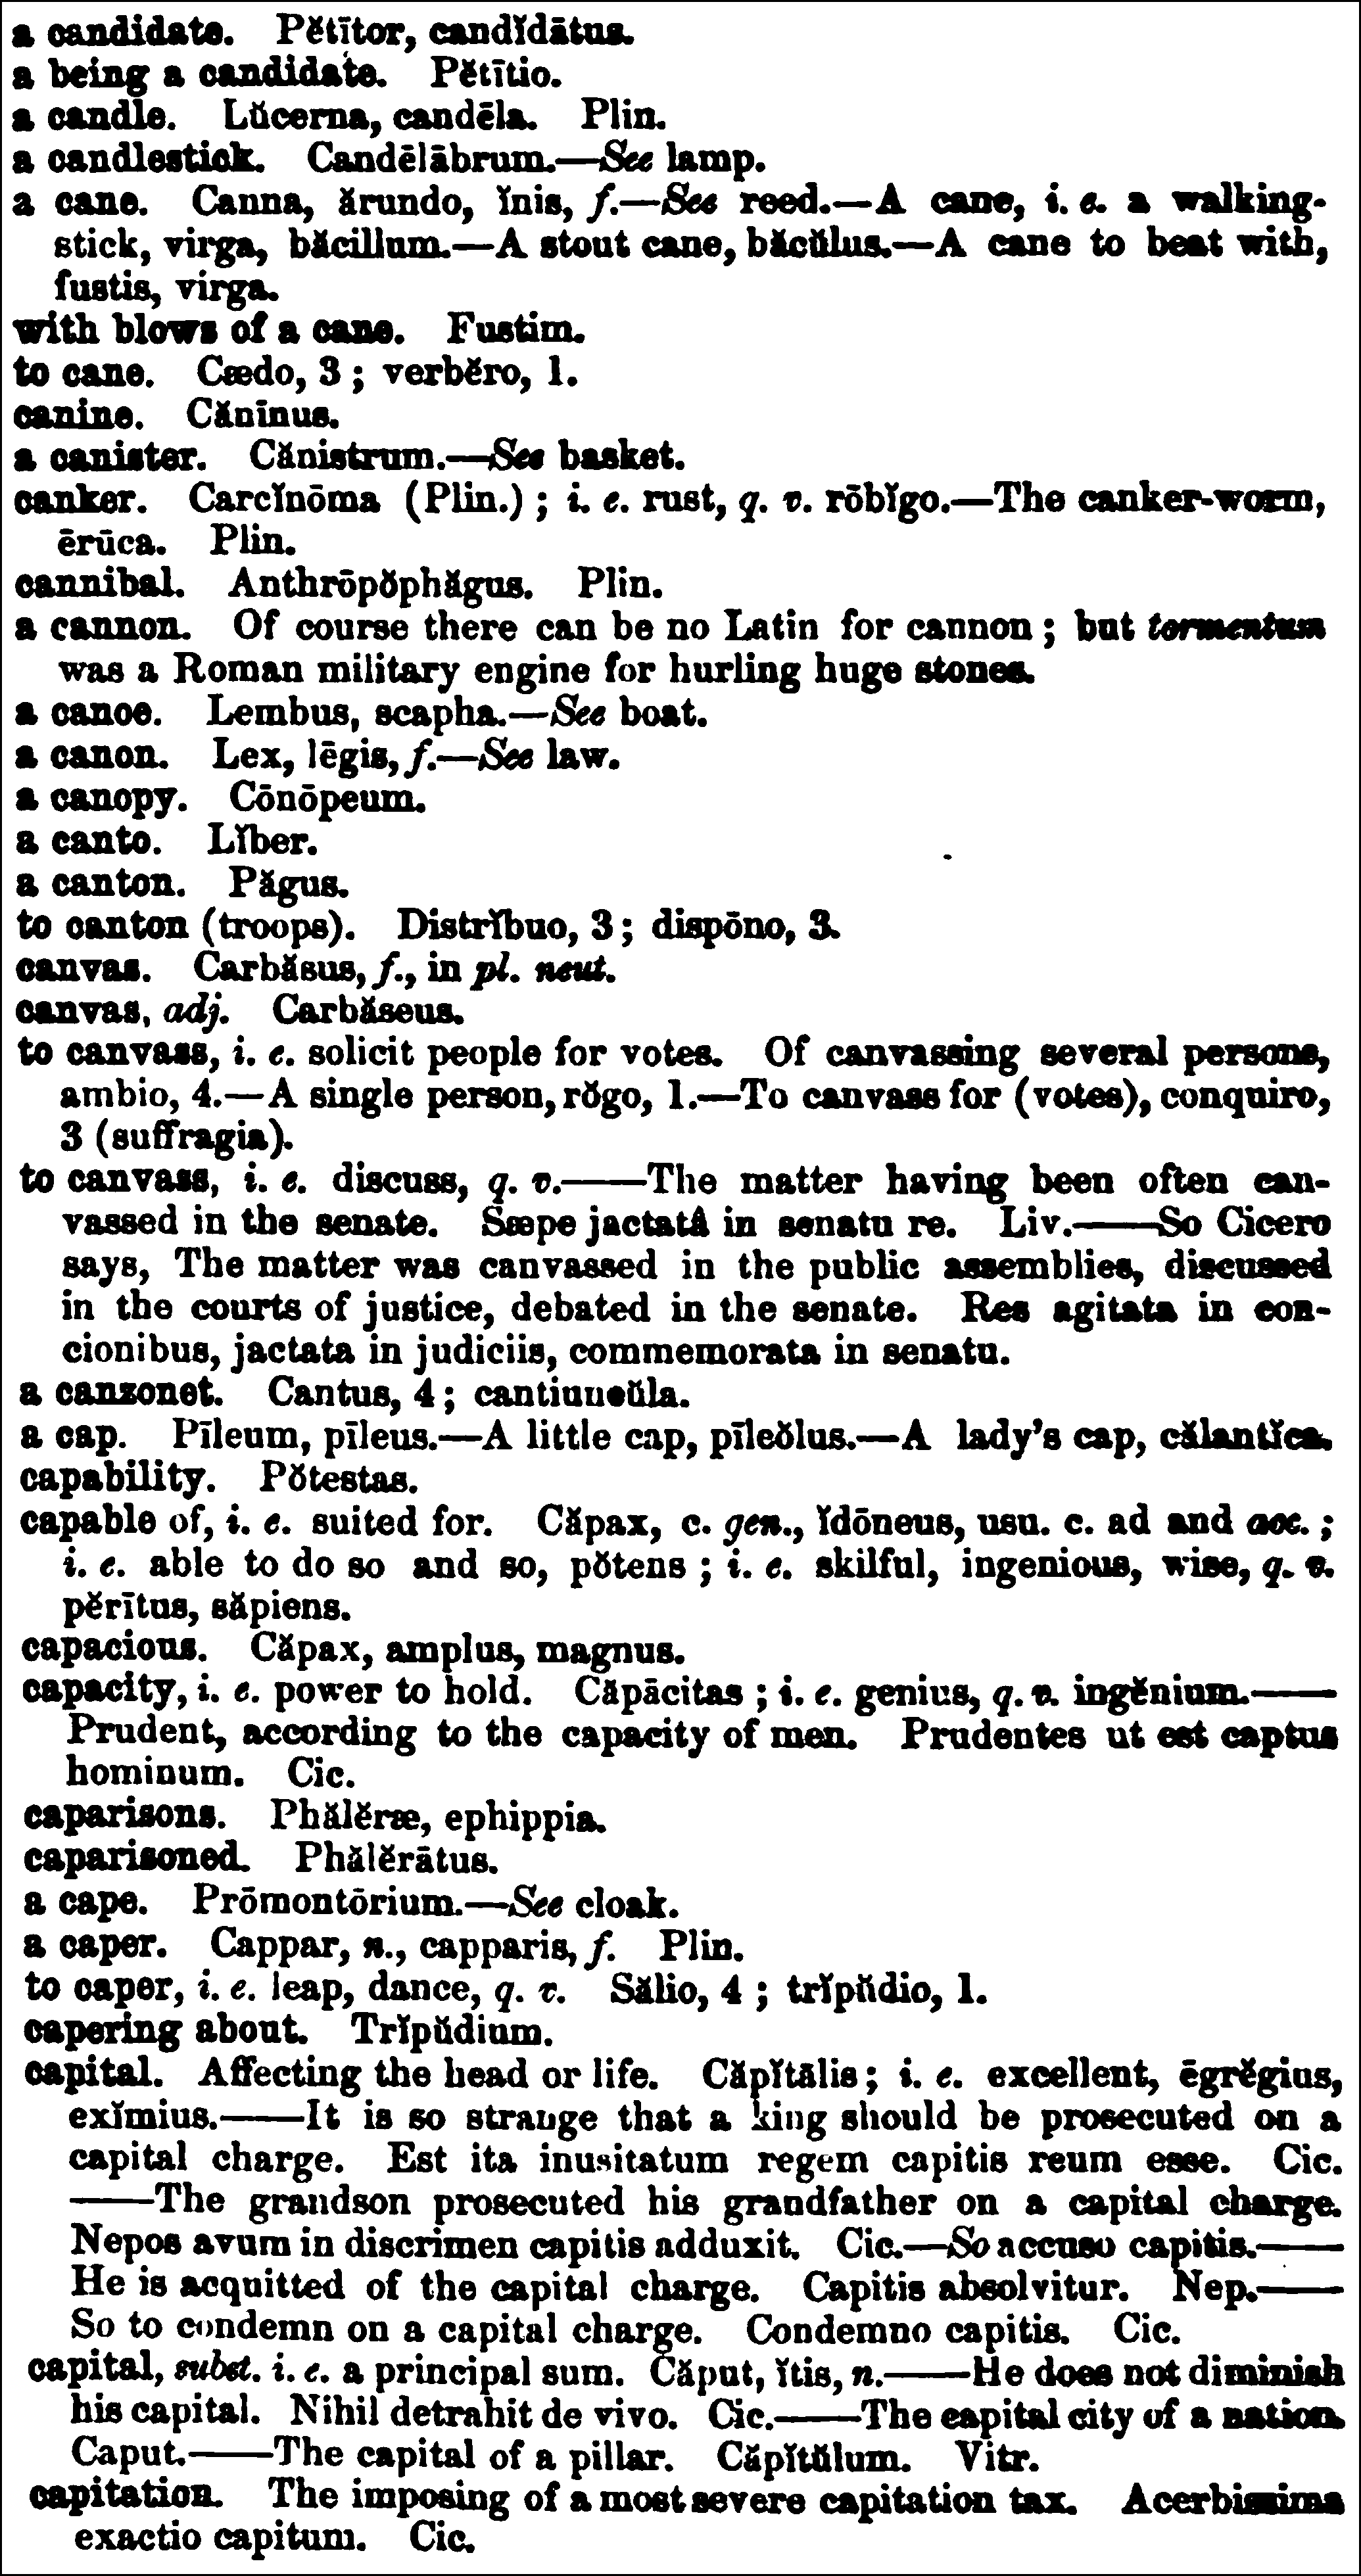 a candidate. Pĕtītor, candĭdātus.
a being a candidate. Pĕtītio.
a candle. Lŭcerna, candēla. Plin.
a candlestick. Candēlābrum.—See lamp.
a cane. Canna, ărundo, ĭnis, f.—See reed.—A cane, i. e. a walking-
stick, virga, băcillum.—A stout cane, băcŭlus.—A cane to beat with,
fustis, virga.
with blows of a cane. Fustim.
to cane. Cædo, 3; verbĕro, 1.
canine. Cănīnus.
a canister. Cănistrum.—See basket.
canker. Carcĭnōma (Plin.); i. e. rust, q. v. rōbĭgo.—The canker-worm,
ērūca. Plin.
cannibal. Anthrōpŏphăgus. Plin.
a cannon. Of course there can be no Latin for cannon; but tormentum
was a Roman military engine for hurling huge stones.
a canoe. Lembus, scapha.—See boat.
a canon. Lex, lēgis, f.—See law.
a canopy. Cōnōpeum.
a canto. Lĭber.
a canton. Păgus.
to canton (troops). Distrĭbuo, 3; dispōno, 3.
canvas. Carbăsus, f., in pl. neut.
canvas, adj. Carbăseus.
to canvass, i. e. solicit people for votes. Of canvassing several persons,
ambio, 4.—A single person, rŏgo, 1.—To canvass for (votes), conquiro,
3 (suffragia).
to canvass, i. e. discuss, q. v.——The matter having been often can-
vassed in the senate. Sæpe jactatâ in senatu re. Liv.——So Cicero
says, The matter was canvassed in the public assemblies, discussed
in the courts of justice, debated in the senate. Res agitata in con-
cionibus, jactata in judiciis, commemorata in senatu.
a canzonet. Cantus, 4; cantiuncŭla.
a cap. Pīleum, pīleus.—A little cap, pīleŏlus.—A lady's cap, călantĭca.
capability. Pŏtestas.
capable of, i. e. suited for. Căpax, c. gen., ĭdōneus, usu. c. ad and acc.;
i. e. able to do so and so, pŏtens; i. e. skilful, ingenious, wise, q. v.
pĕrītus, săpiens.
capacious. Căpax, amplus, magnus.
capacity, i. e. power to hold. Căpācitas; i. e. genius, q. v. ingĕnium.——
Prudent, according to the capacity of men. Prudentes ut est captus
hominum. Cic.
caparisons. Phălĕræ, ephippia.
caparisoned. Phălĕrātus.
a cape. Prōmontōrium.—See cloak.
a caper. Cappar, n., capparis, f. Plin.
to caper, i. e. leap, dance, q. v. Sălio, 4; trĭpŭdio, 1.
capering about. Trĭpŭdium.
capital. Affecting the head or life. Căpĭtālis; i. e. excellent, ēgrĕgius,
exĭmius.——It is so strange that a king should be prosecuted on a
capital charge. Est ita inusitatum regem capitis reum esse. Cic.
——The grandson prosecuted his grandfather on a capital charge.
Nepos avum in discrimen capitis adduxit. Cic.—So accuso capitis.——
He is acquitted of the capital charge. Capitis absolvitur. Nep.——
So to condemn on a capital charge. Condemno capitis. Cic.
capital, subst. i. e. a principal sum. Căput, ĭtis, n.——He does not diminish
his capital. Nihil detrahit de vivo. Cic.——The capital city of a nation.
Caput.——The capital of a pillar. Căpĭtŭlum. Vitr.
capitation. The imposing of a most severe capitation tax. Acerbissima
exactio capitum. Cic.